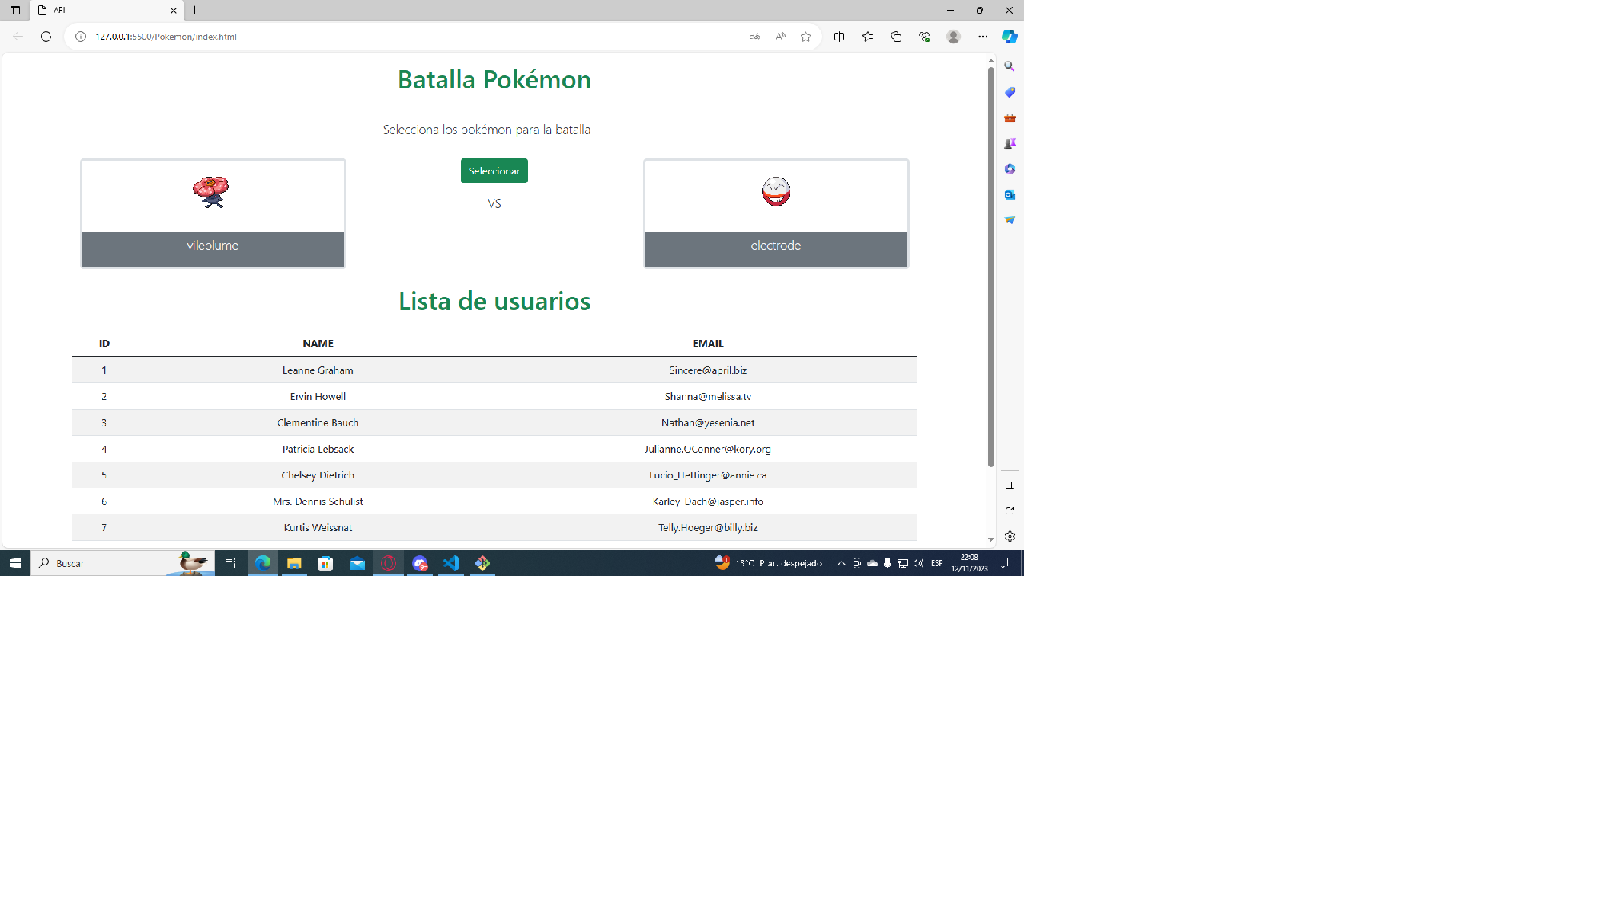 API
127.0.0.1:5500/Pokemon/index.html
Batalla Pokémon
Selecciona los pokémon para la batalla
Seleccionar
VS
vileplume
electrode
Lista de usuarios
ID NAME EMAIL
1 Leanne Graham Sincere@april.biz
2 Ervin Howell Shanna@melissa.tv
3 Clementine Bauch Nathan@yesenia.net
4 Patricia Lebsack Julianne.OConner@kory.org
5 Chelsey Dietrich Lucio_Hettinger@annie.ca
6 Mrs. Dennis Schulist Karley_Dach@jasper.info
7 Kurtis Weissnat Telly.Hoeger@billy.biz
Busca
Parc. despejado
ESP
22:08
12/11/2023